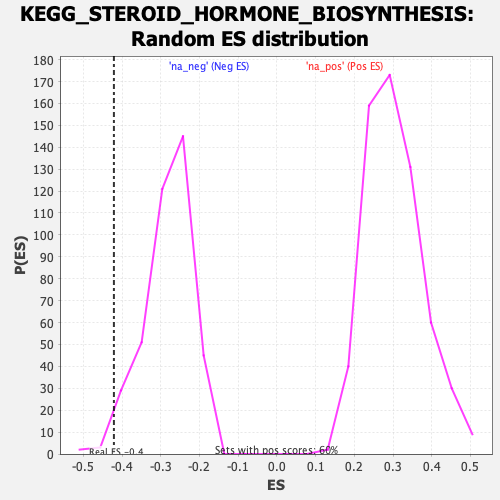 KEGG_STEROID_HORMONE_BIOSYNTHESIS:
Random ES distribution
'na_neg' (Neg ES) 'na_pos' (Pos ES)
180
170
160
150
140
130
120
110
100
90
80
70
60
50
40
30
20
10
0
P(ES)
Real ES -0.4 Sets with pos scores: 60%
-0.5 -0.4 -0.3 -0.2 -0.1 0.0 0.1 0.2 0.3 0.4 0.5
ES